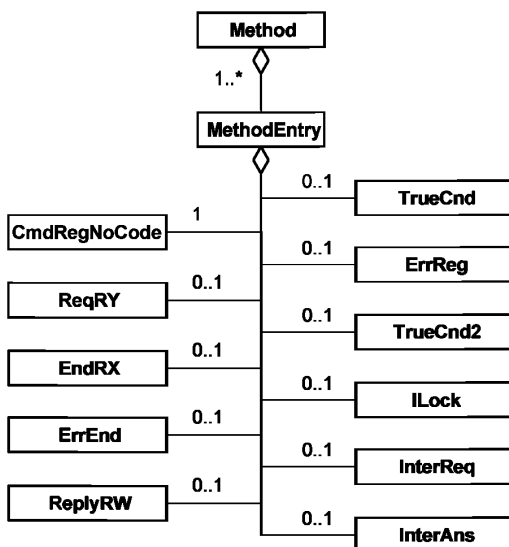 Method
1..*
MethodEntry
0..1
TrueCnd
1
CmdRegNoCode
0..1
ErrReg
0..1
ReqRY
0..1
TrueCnd2
0..1
EndRX
0..1
ILock
0..1
ErrEnd
0..1
InterReq
0..1
ReplyRW
0..1
InterAns